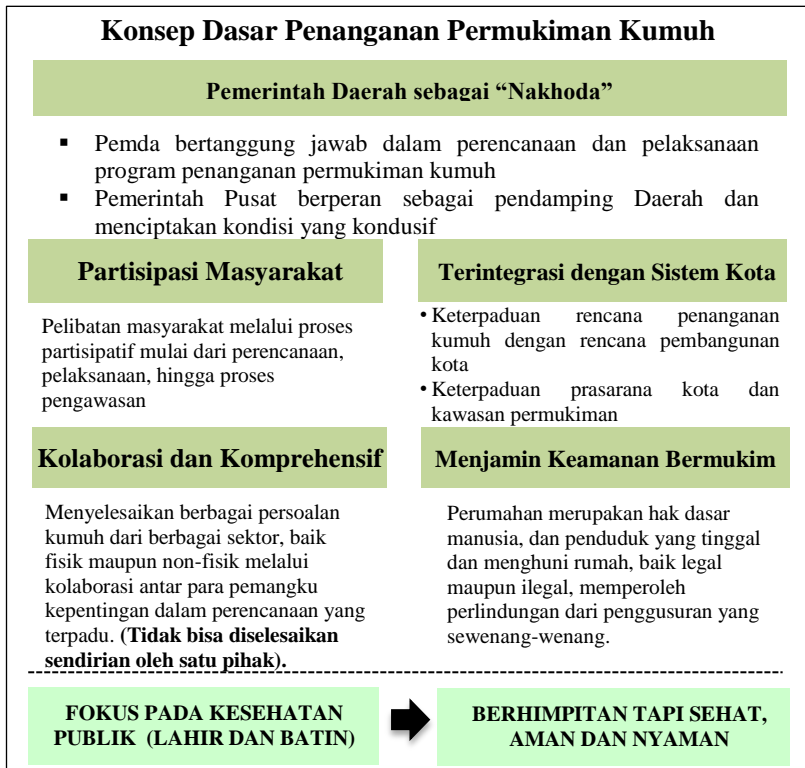 Konsep Dasar Penanganan Permukiman Kumuh
Pemerintah Daerah sebagai “Nakhoda”
▪ Pemda bertanggung jawab dalam perencanaan dan pelaksanaan
program penanganan permukiman kumuh
▪ Pemerintah Pusat berperan sebagai pendamping Daerah dan
menciptakan kondisi yang kondusif
Partisipasi Masyarakat
Pelibatan masyarakat melalui proses
partisipatif mulai dari perencanaan,
pelaksanaan, hingga proses
pengawasan
Terintegrasi dengan Sistem Kota
• Keterpaduan rencana penanganan
kumuh dengan rencana pembangunan
kota
• Keterpaduan prasarana kota dan
kawasan permukiman
Kolaborasi dan Komprehensif
Menyelesaikan berbagai persoalan
kumuh dari berbagai sektor, baik
fisik maupun non-fisik melalui
kolaborasi antar para pemangku
kepentingan dalam perencanaan yang
terpadu. (Tidak bisa diselesaikan
sendirian oleh satu pihak).
Menjamin Keamanan Bermukim
Perumahan merupakan hak dasar
manusia, dan penduduk yang tinggal
dan menghuni rumah, baik legal
maupun ilegal, memperoleh
perlindungan dari penggusuran yang
sewenang-wenang.
FOKUS PADA KESEHATAN
PUBLIK (LAHIR DAN BATIN)
BERHIMPITAN TAPI SEHAT,
AMAN DAN NYAMAN